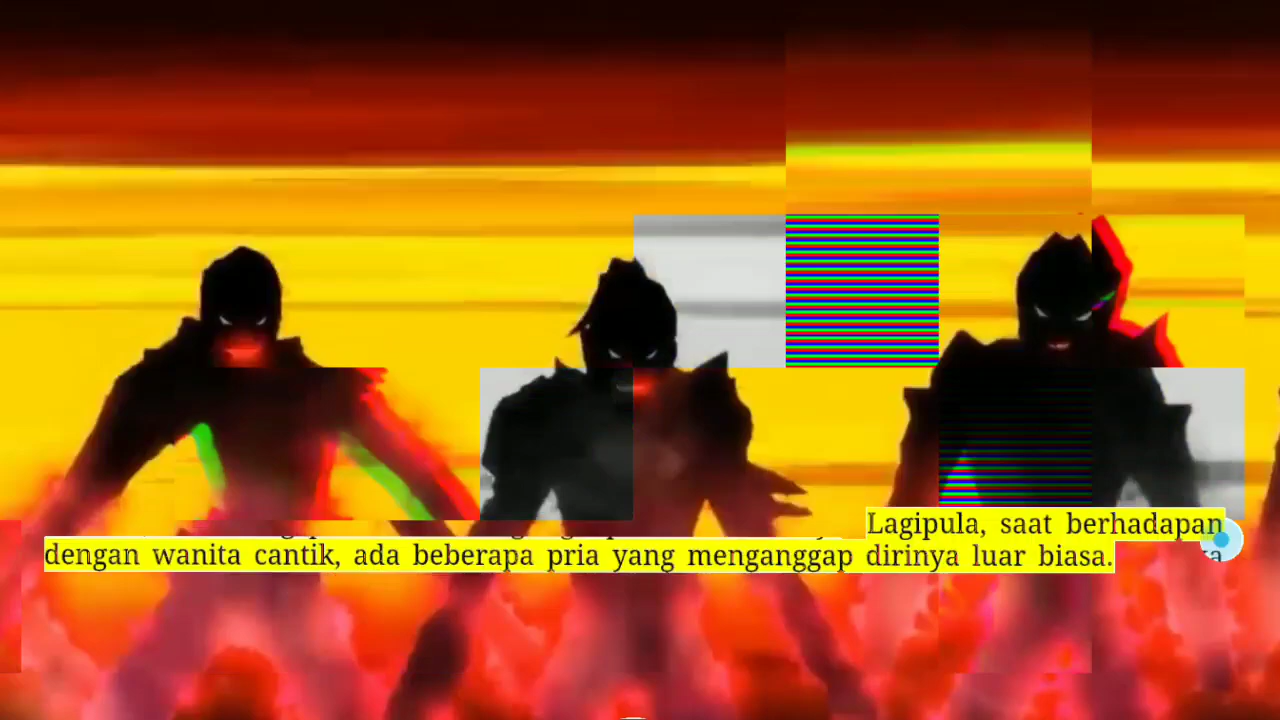 Lagipula, saat berhadapan
dengan wanita cantik, ada beberapa pria yang menganggap dirinya luar biasa.